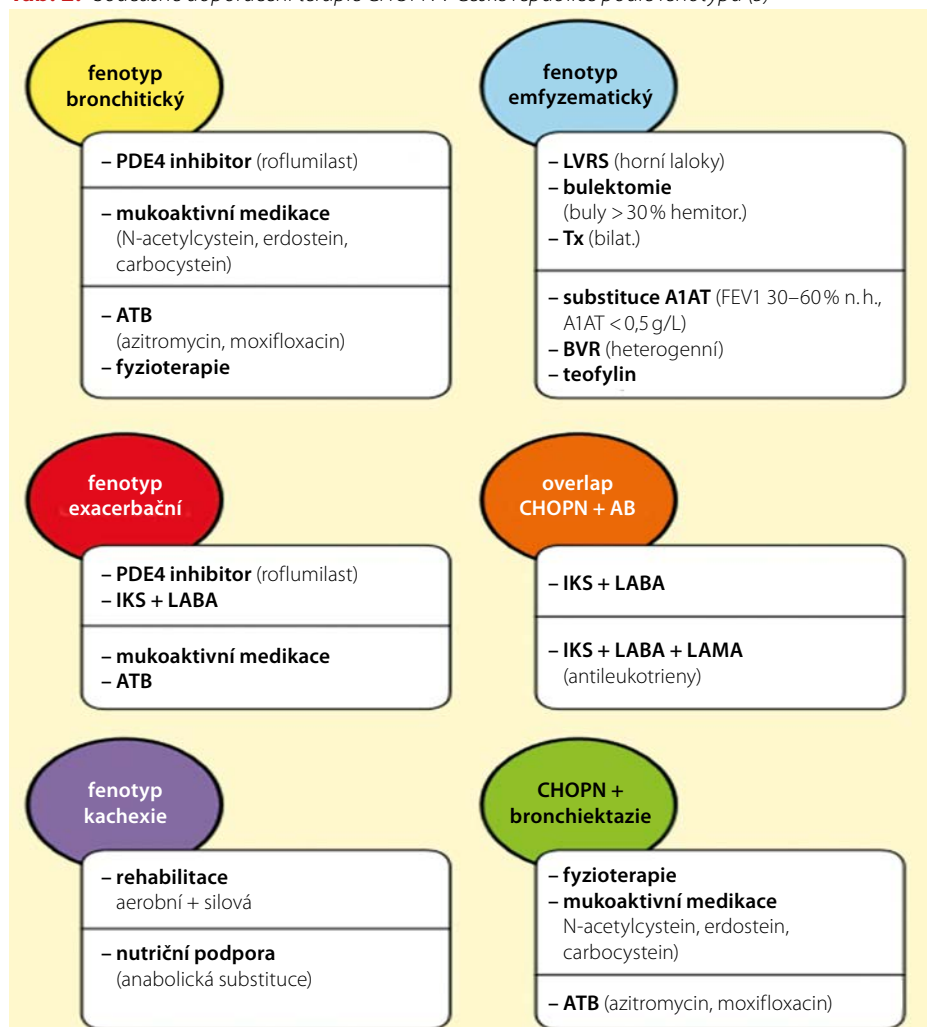 fenotyp
bronchitický
– PDE4 inhibitor (roflumilast)
– mukoaktivní medikace
(N-acetylcystein, erdostein,
carbocystein)
– ATB
(azitromycin, moxifloxacin)
– fyzioterapie
fenotyp
emfyzematický
– LVRS (horní laloky)
– bulektomie
(buly > 30 % hemitor.)
– Tx (bilat.)
– substituce A1AT (FEV1 30–60 % n. h.,
A1AT < 0,5 g/L)
– BVR (heterogenní)
– teofylin
fenotyp
exacerbační
– PDE4 inhibitor (roflumilast)
– IKS + LABA
– mukoaktivní medikace
– ATB
overlap
CHOPN + AB
– IKS + LABA
– IKS + LABA + LAMA
(antileukotrieny)
fenotyp
kachexie
– rehabilitace
aerobní + silová
– nutriční podpora
(anabolická substituce)
CHOPN +
bronchiektazie
– fyzioterapie
– mukoaktivní medikace
N-acetylcystein, erdostein,
carbocystein)
– ATB (azitromycin, moxifloxacin)